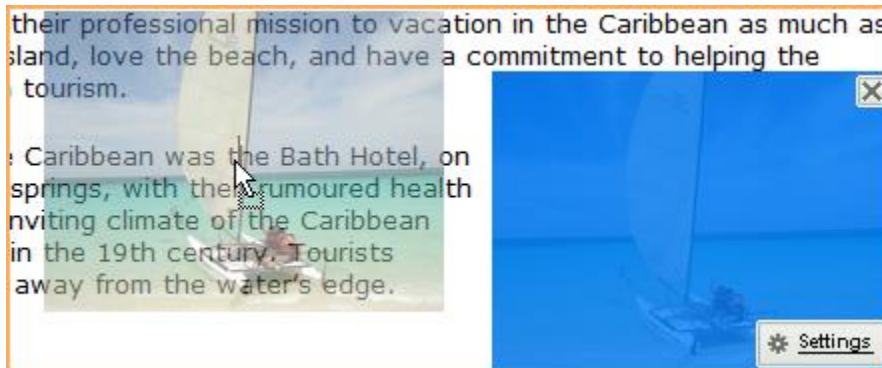 their professional mission to vacation in the Caribbean as much as
sland, love the beach, and have a commitment to helping the
tourism.
e Caribbean was the Bath Hotel, on
springs, with their rumoured health
nviting climate of the Caribbean
in the 19th century. Tourists
away from the water's edge.
Settings